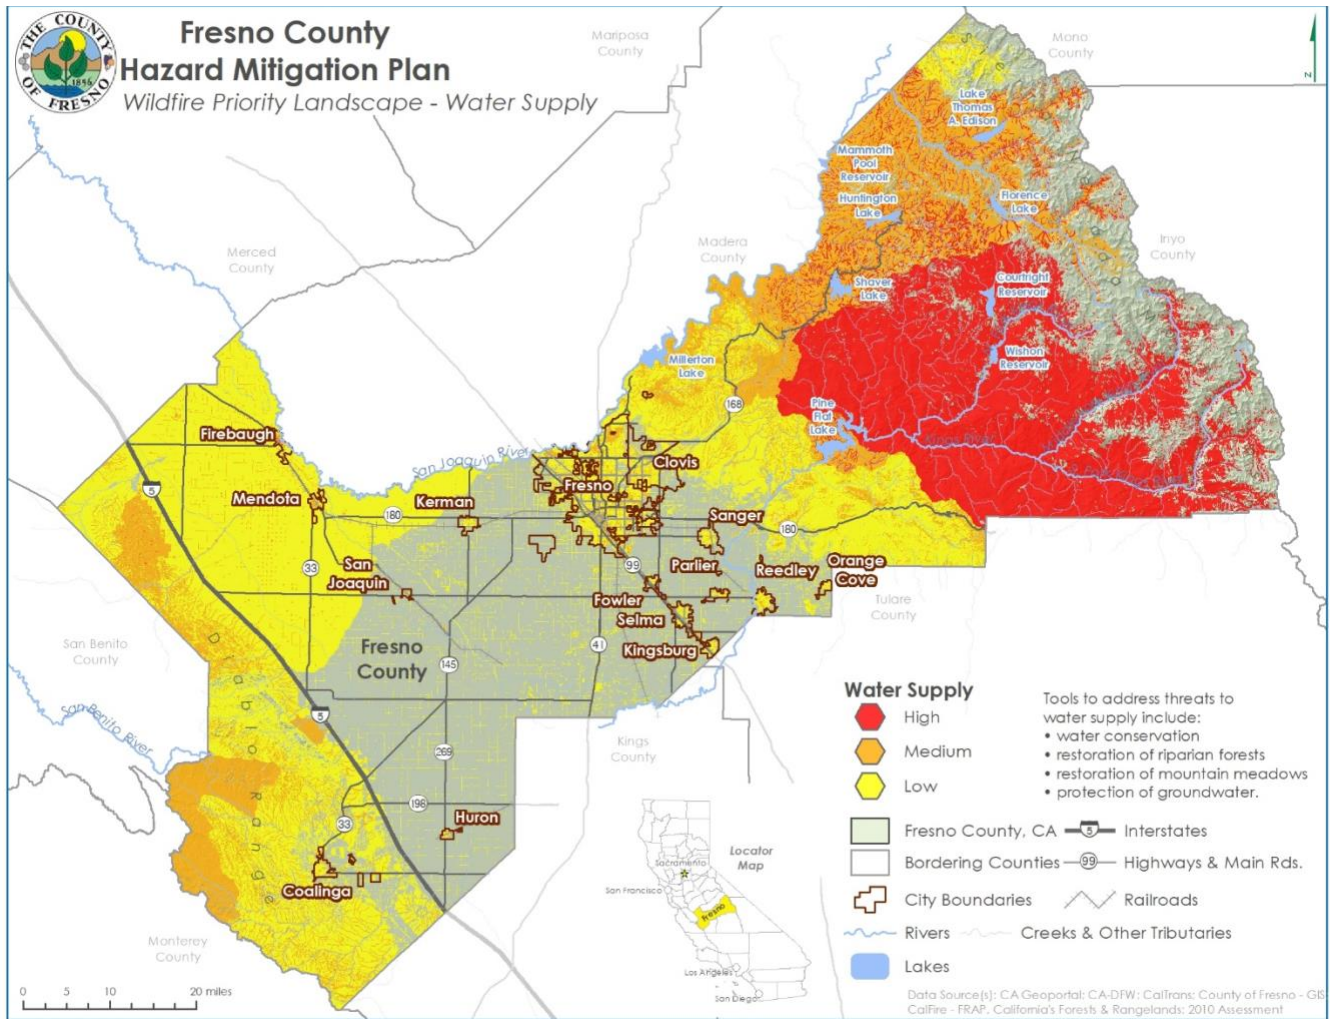 THE COUNTY
OF FRESNO
1856
Fresno County
Hazard Mitigation Plan
Wildfire Priority Landscape - Water Supply
Mariposa
County
Mono
County
N
Lake
Thomas
A. Edison
Mammoth
Pool
Reservoir
Huntington
Lake
Florence
Lake
Merced
County
Madera
County
Inyo
County
Shaver
Lake
Courtright
Reservoir
Wishon
Reservoir
Millerton
Lake
168
Pine
Flat
Lake
Kings River
Firebaugh
San Joaquin River
Clovis
5
Mendota
Kerman
Fresno
180
Sanger
180
San
Joaquin
33
99
Parlier
Reedley
Orange
Cove
Fowler
Selma
Tulare
County
San Benito
County
Fresno
County
145
41
Kingsburg
Diablo Range
San Benito River
5
269
Kings
County
198
33
Huron
Coalinga
Monterey
County
0 5 10 20 miles
Water Supply
High
Medium
Low
Tools to address threats to
water supply include:
• water conservation
• restoration of riparian forests
• restoration of mountain meadows
• protection of groundwater.
Fresno County, CA
5 Interstates
Bordering Counties
99 Highways & Main Rds.
City Boundaries
Railroads
Rivers
Creeks & Other Tributaries
Lakes
Locator
Map
Sacramento
San Francisco
Fresno
Los Angeles
San Diego
Data Source(s): CA Geoportal; CA-DFW; CalTrans; County of Fresno - GIS
CalFire - FRAP. California's Forests & Rangelands: 2010 Assessment